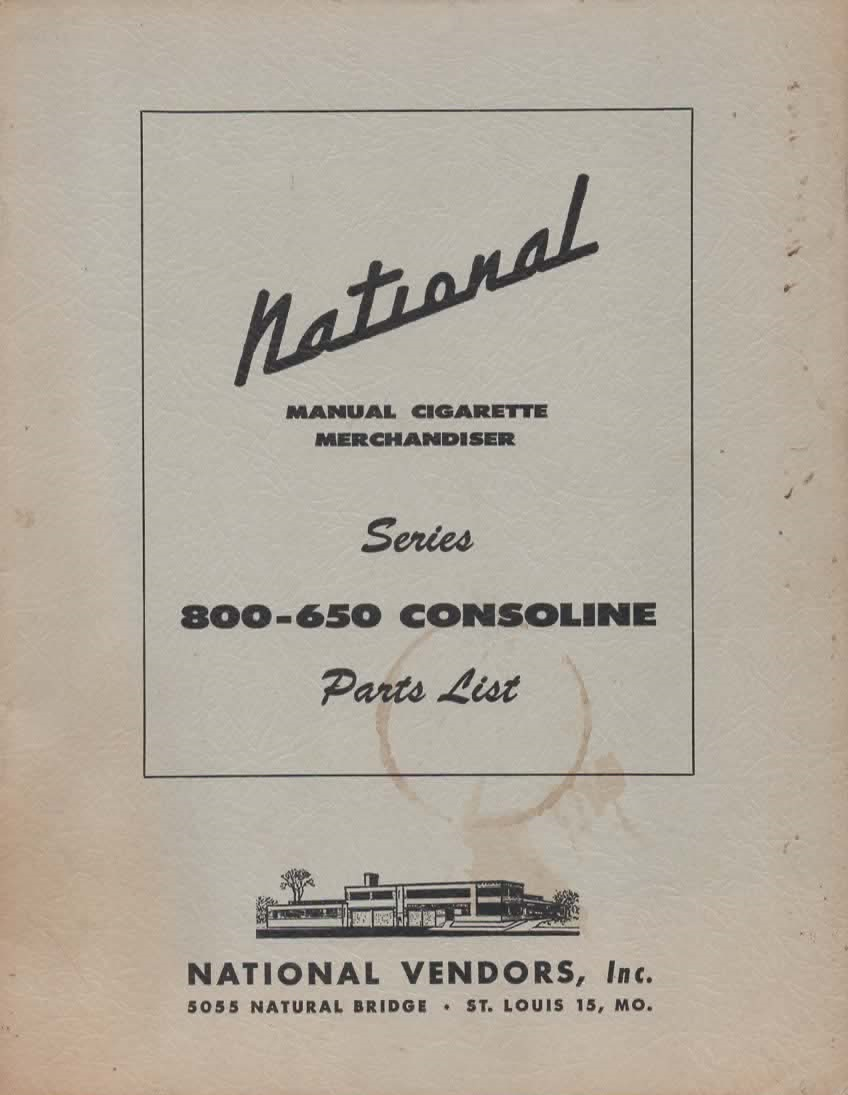 National
MANUAL CIGARETTE
MERCHANDISER
Series
800-650 CONSOLINE
Parts List
NATIONAL VENDORS, Inc.
5055 NATURAL BRIDGE • ST. LOUIS 15, MO.